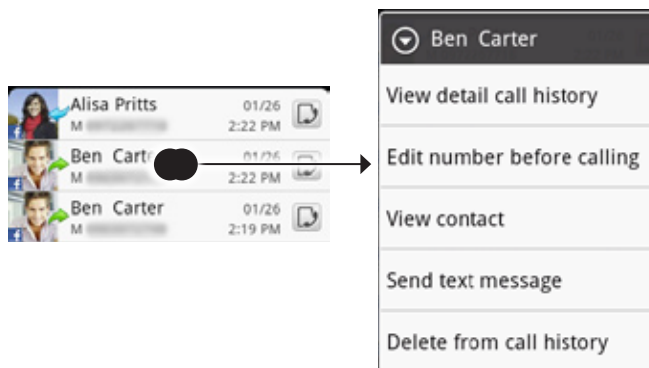 Alisa Pritts 01/26
M 2:22 PM
Ben Cart 01/26
M 2:22 PM
Ben Carter 01/26
M 2:19 PM
Ben Carter
View detail call history
Edit number before calling
View contact
Send text message
Delete from call history